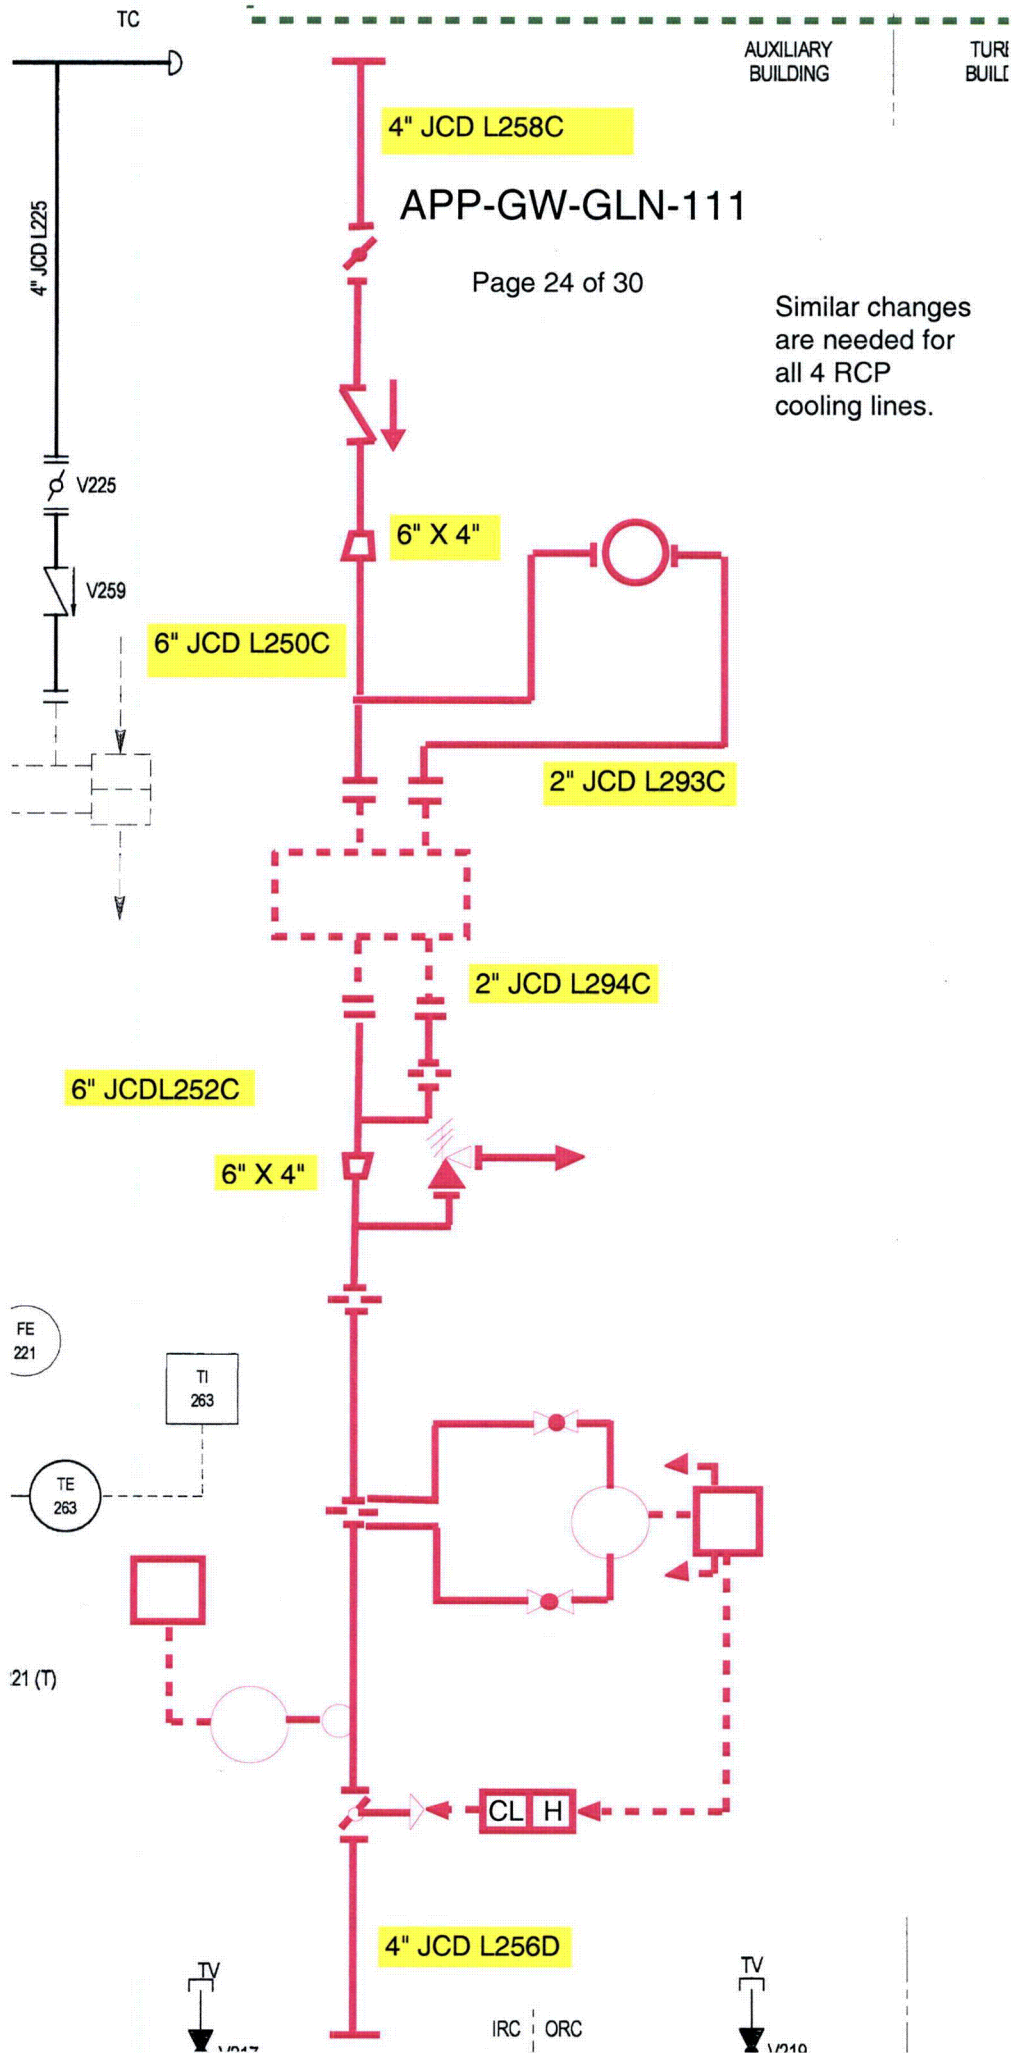 TC
AUXILIARY
BUILDING
4" JCD L258C
APP-GW-GLN-111
4" JCD L225
Page 24 of 30
Similar changes
are needed for
all 4 RCP
cooling lines.
V225
6" X 4"
V259
6" JCD L250C
2" JCD L293C
2" JCD L294C
6" JCDL252C
6" X 4"
FE
221
TI
263
TE
263
21 (T)
CL H
4" JCD L256D
TV
TV
IRC ORC
V217
V219